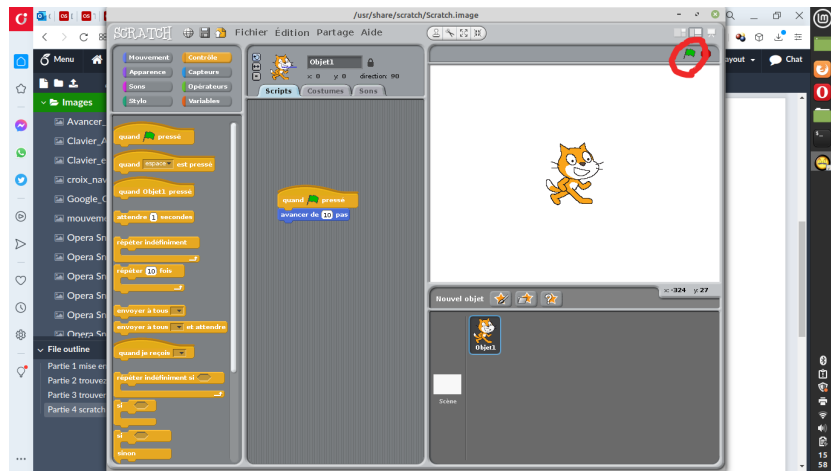 /usr/share/scratch/Scratch.image
SCRATCH Fichier Édition Partage Aide
Menu
Chat
Images
Avancer_
Clavier_A
Clavier_e
croix_nav
Google_C
mouveme
Opera Sn
Opera Sn
Opera Sn
Opera Sn
Opera Sn
File outline
Partie 1 mise en
Partie 2 trouvez
Partie 3 trouver
Partie 4 scratch
Mouvement Contrôle
Apparence Capteurs
Sons Opérateurs
Stylo Variables
quand pressé
quand espace est pressé
quand Objet1 pressé
attendre 1 secondes
répéter indéfiniment
répéter 10 fois
envoyer à tous
envoyer à tous et attendre
quand je reçois
répéter indéfiniment si
si
si
sinon
Objet1
x: 0 y: 0 direction: 90
Scripts Costumes Sons
quand pressé
avancer de 10 pas
x: -324 y: 27
Nouvel objet
Objet1
Scène
15
58